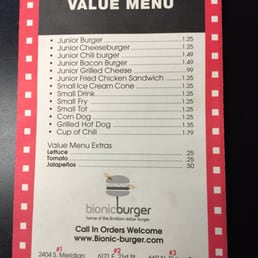 VALUE MENU
Junior Burger 1.25
Junior Cheeseburger 1.25
Junior Chili burger 1.49
Junior Bacon Burger 1.49
Junior Grilled Cheese .99
Junior Fried Chicken Sandwich 1.25
Small Ice Cream Cone 1.25
Small Drink 1.25
Small Fry 1.25
Small Tot 1.25
Corn Dog 1.25
Grilled Hot Dog 1.35
Cup of Chili 1.79
Value Menu Extras
Lettuce .25
Tomato .25
Jalapeños .50
bionicburger
home of the 6 million dollar burger
Call In Orders Welcome
www.Bionic-burger.com
#1 #2 #3
2404 S. Meridian 6121 E. 21st